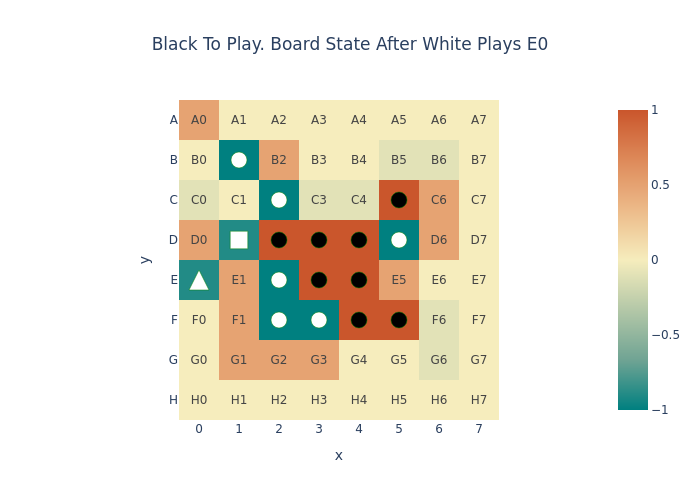 Black To Play. Board State After White Plays E0
A A0 A1 A2 A3 A4 A5 A6 A7
B B0 B2 B3 B4 B5 B6 B7
C C0 C1 C3 C4 C6 C7
D D0 D6 D7
E E1 E5 E6 E7
F F0 F1 F6 F7
G G0 G1 G2 G3 G4 G5 G6 G7
H H0 H1 H2 H3 H4 H5 H6 H7
0 1 2 3 4 5 6 7
x
y
1
0.5
0
−0.5
−1